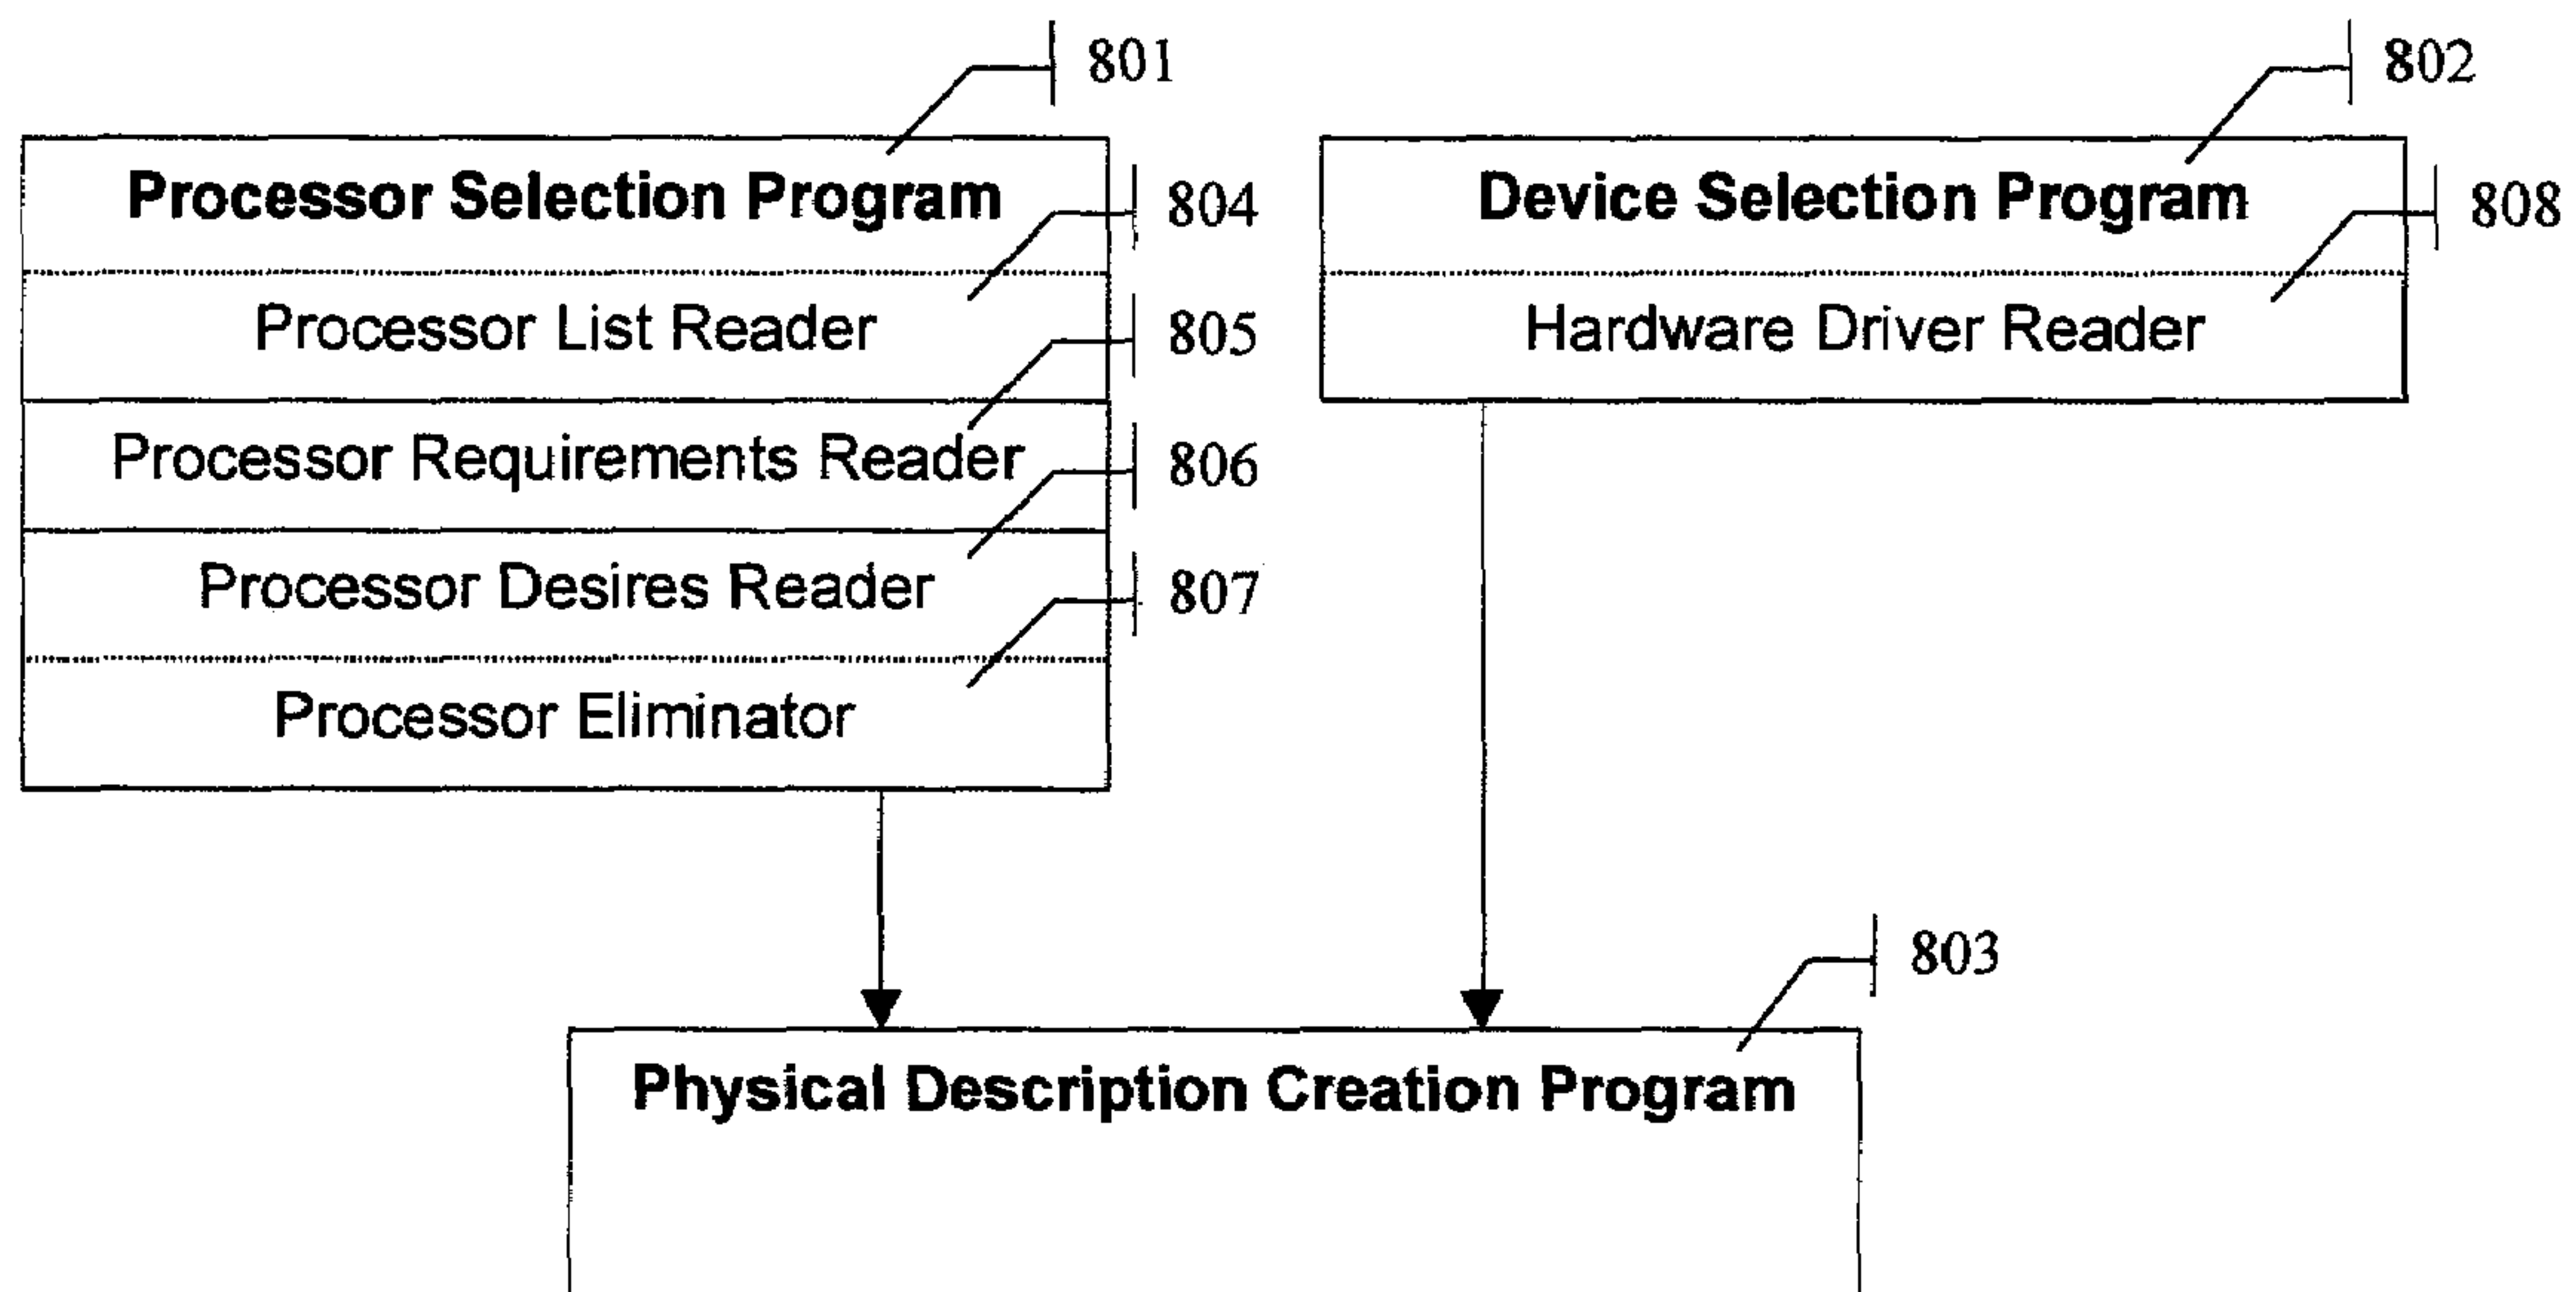 801
802
Processor Selection Program
804
Device Selection Program
808
Processor List Reader
805
Hardware Driver Reader
Processor Requirements Reader
806
Processor Desires Reader
807
Processor Eliminator
803
Physical Description Creation Program